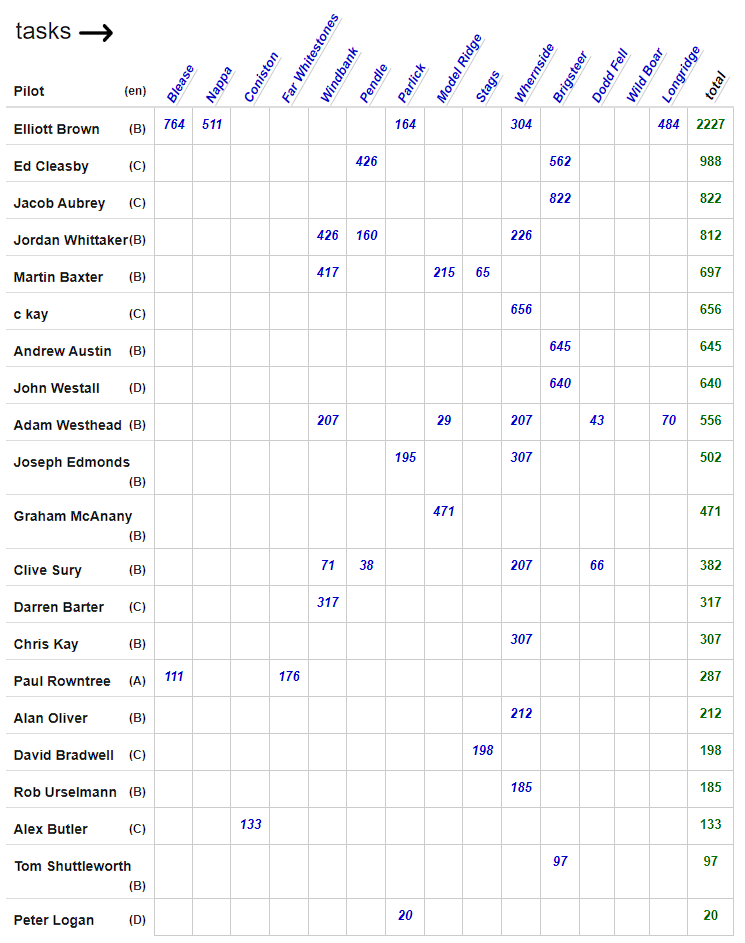 tasks
Pilot (en) Blease Nappa Coniston Far Whitestones Windbank Pendle Parlick Model Ridge Stags Whernside Brigsteer Dodd Fell Wild Boar Longridge total
Elliott Brown (B) 764 511 164 304 484 2227
Ed Cleasby (C) 426 562 988
Jacob Aubrey (C) 822 822
Jordan Whittaker (B) 426 160 226 812
Martin Baxter (B) 417 215 65 697
c kay (C) 656 656
Andrew Austin (B) 645 645
John Westall (D) 640 640
Adam Westhead (B) 207 29 207 43 70 556
Joseph Edmonds 195 307 502
(B)
Graham McAnany 471 471
(B)
Clive Sury (B) 71 38 207 66 382
Darren Barter (C) 317 317
Chris Kay (B) 307 307
Paul Rowntree (A) 111 176 287
Alan Oliver (B) 212 212
David Bradwell (C) 198 198
Rob Urselmann (B) 185 185
Alex Butler (C) 133 133
Tom Shuttleworth 97 97
(B)
Peter Logan (D) 20 20